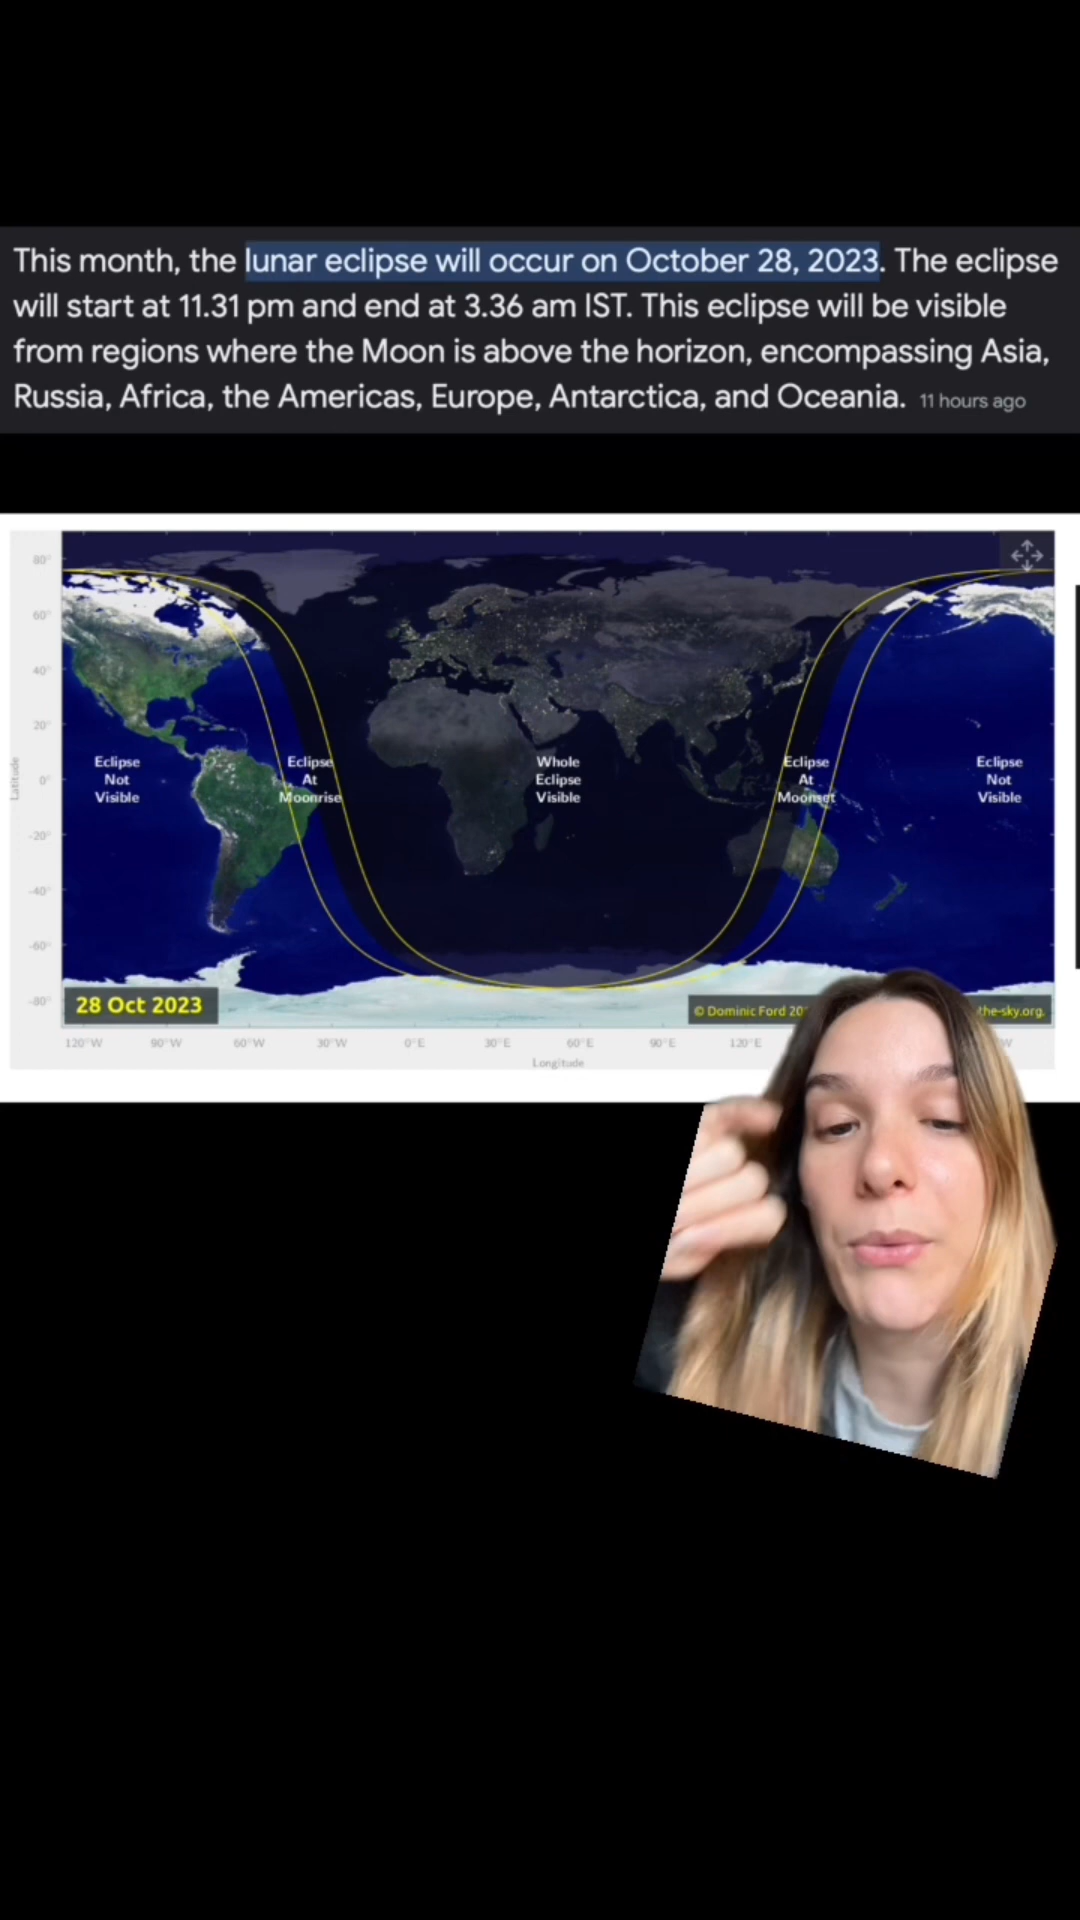 This month, the lunar eclipse will occur on October 28, 2023. The eclipse
will start at 11.31 pm and end at 3.36 am IST. This eclipse will be visible
from regions where the Moon is above the horizon, encompassing Asia,
Russia, Africa, the Americas, Europe, Antarctica, and Oceania. 11 hours ago
80°
60°
40°
20°
0°
-20°
-40°
-60°
-80°
Latitude
Eclipse
Not
Visible
Eclipse
At
Moonrise
Whole
Eclipse
Visible
Eclipse
At
Moonset
Eclipse
Not
Visible
28 Oct 2023
© Dominic Ford 20 the-sky.org.
120°W 90°W 60°W 30°W 0°E 30°E 60°E 90°E 120°E W
Longitude